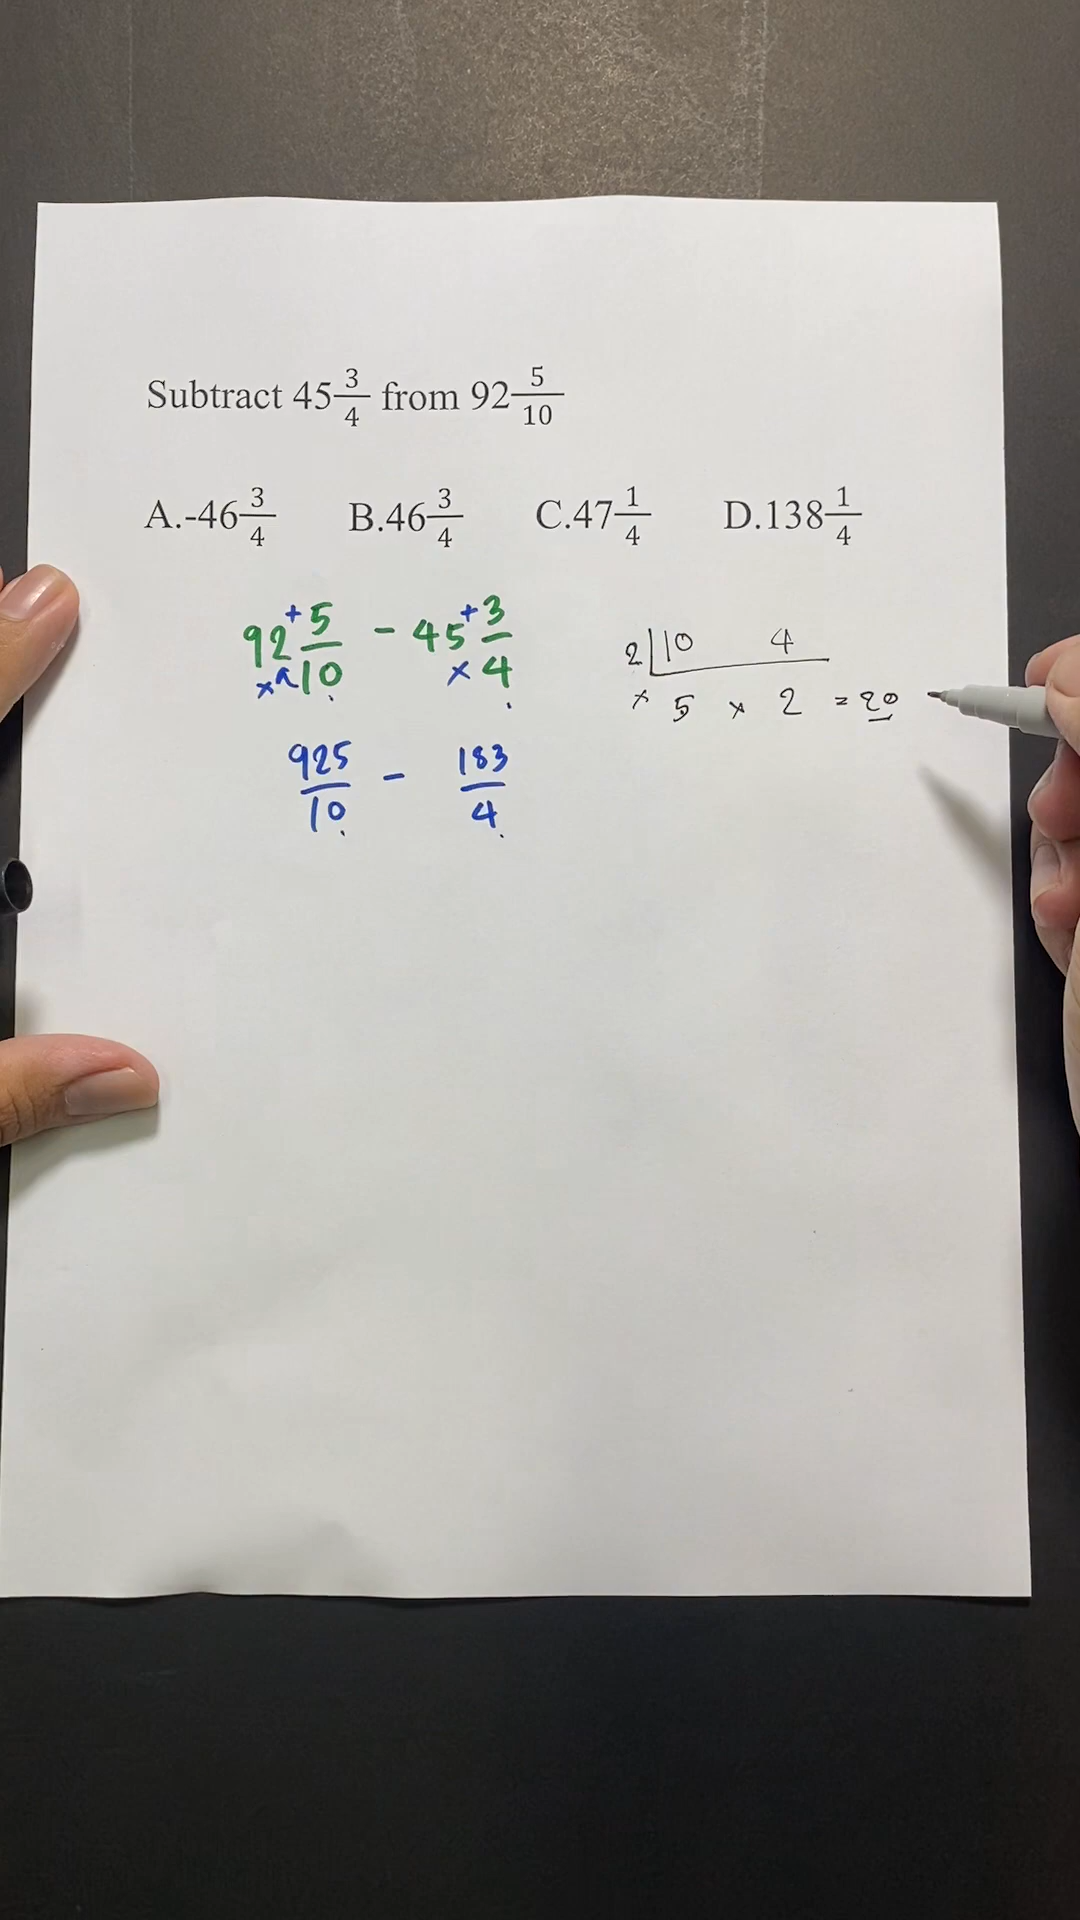 Subtract 45 3/4 from 92 5/10
A.-46 3/4 B.46 3/4 C.47 1/4 D.138 1/4
92 + 5/10 - 45 + 3/4
× ×
2 | 10 4
× 5 × 2 = 20
925/10 - 183/4